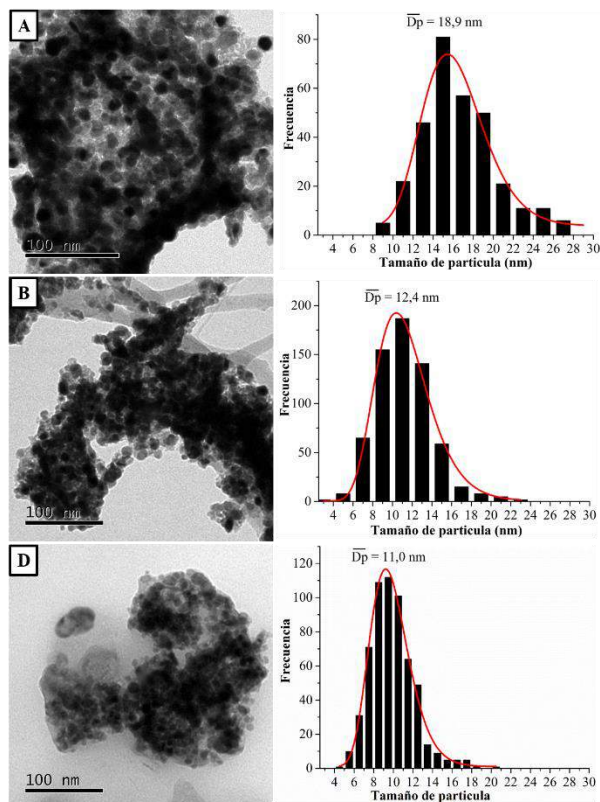 A
100 nm
D̅p̅ = 18,9 nm
Frecuencia
80
60
40
20
0
4 6 8 10 12 14 16 18 20 22 24 26 28 30
Tamaño de particula (nm)
B
100 nm
D̅p̅ = 12,4 nm
Frecuencia
200
150
100
50
0
4 6 8 10 12 14 16 18 20 22 24 26 28 30
Tamaño de particula (nm)
D
100 nm
D̅p̅ = 11,0 nm
Frecuencia
120
100
80
60
40
20
0
4 6 8 10 12 14 16 18 20 22 24 26 28 30
Tamaño de particula